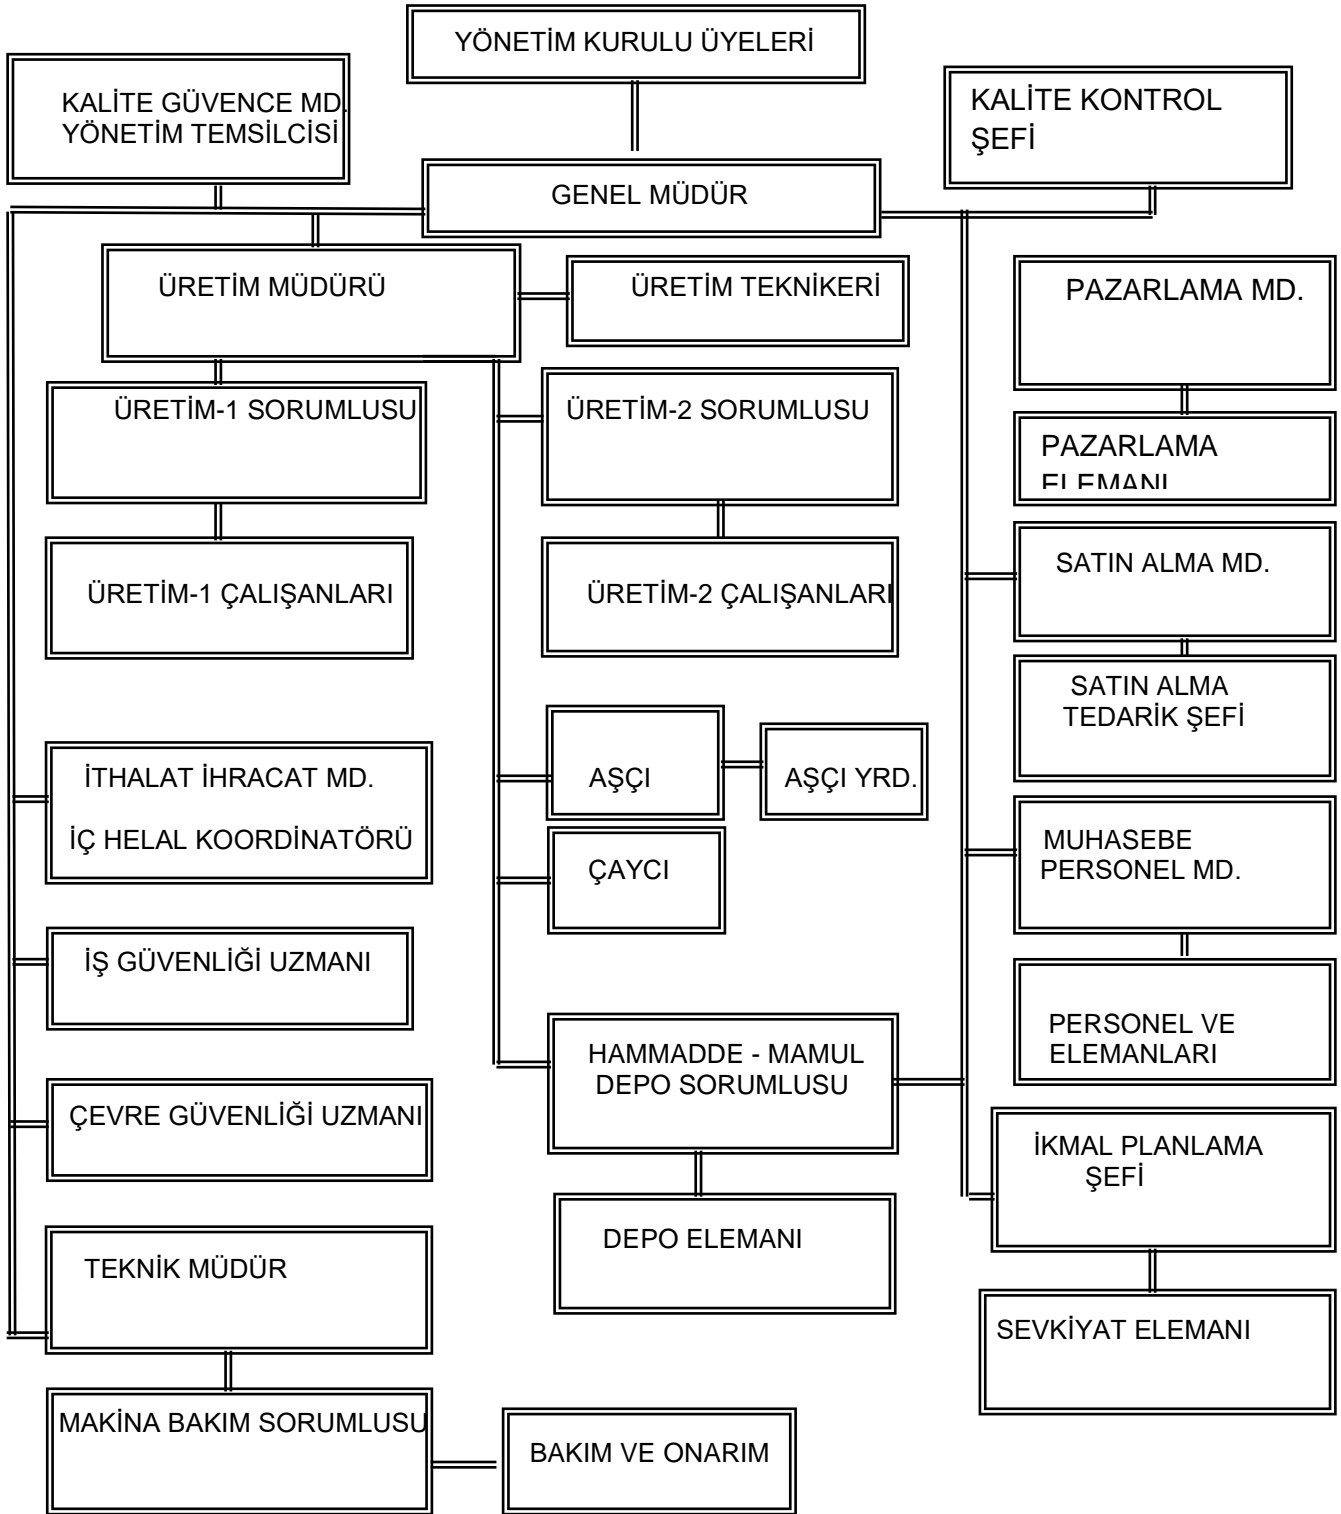 YÖNETİM KURULU ÜYELERİ
KALİTE GÜVENCE MD.
YÖNETİM TEMSİLCİSİ
KALİTE KONTROL
ŞEFİ
GENEL MÜDÜR
ÜRETİM MÜDÜRÜ
ÜRETİM TEKNİKERİ
PAZARLAMA MD.
ÜRETİM-1 SORUMLUSU
ÜRETİM-2 SORUMLUSU
PAZARLAMA
ELEMANI
ÜRETİM-1 ÇALIŞANLARI
ÜRETİM-2 ÇALIŞANLARI
SATIN ALMA MD.
SATIN ALMA
TEDARİK ŞEFİ
İTHALAT İHRACAT MD.
İÇ HELAL KOORDİNATÖRÜ
AŞÇI
AŞÇI YRD.
ÇAYCI
MUHASEBE
PERSONEL MD.
İŞ GÜVENLİĞİ UZMANI
PERSONEL VE
ELEMANLARI
HAMMADDE - MAMUL
DEPO SORUMLUSU
ÇEVRE GÜVENLİĞİ UZMANI
İKMAL PLANLAMA
ŞEFİ
DEPO ELEMANI
TEKNİK MÜDÜR
SEVKİYAT ELEMANI
MAKİNA BAKIM SORUMLUSU
BAKIM VE ONARIM